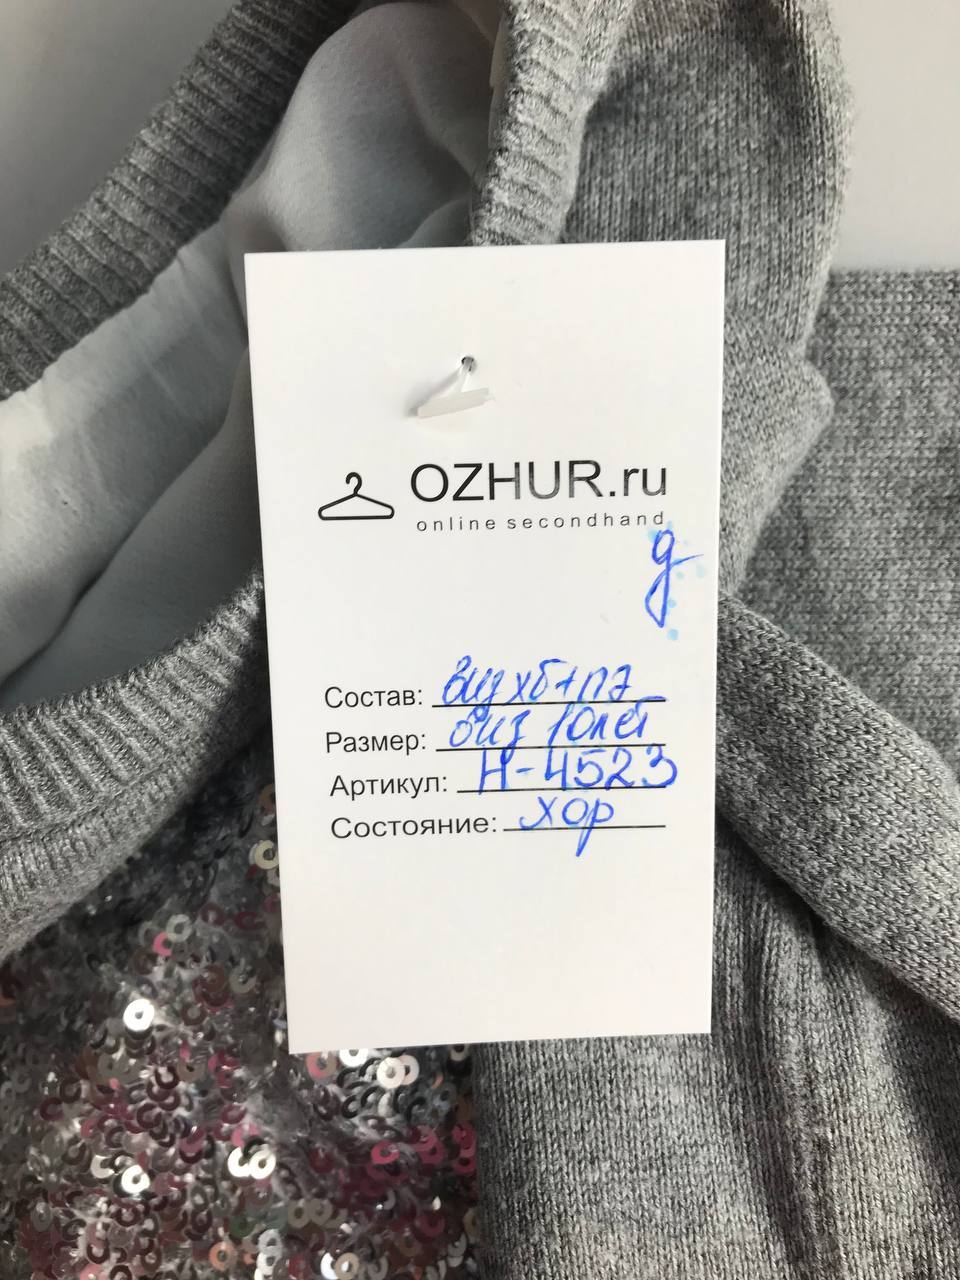 OZHUR.ru
online secondhand
д
Состав: виз хб+пэ
Размер: виз 10лет
Артикул: Н-4523
Состояние: хор